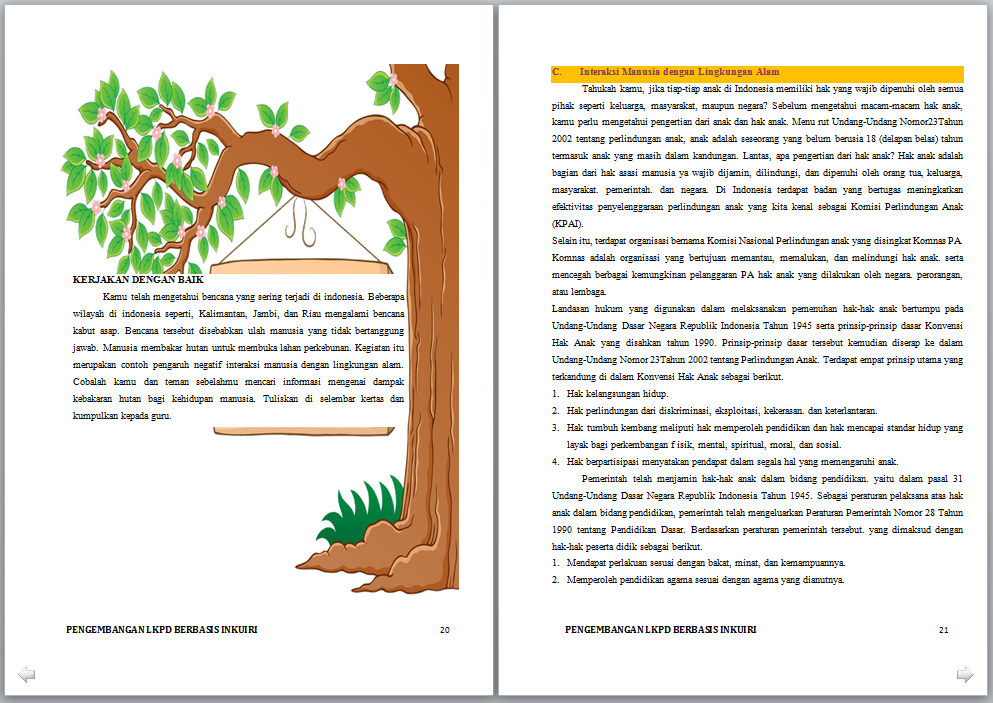 KERJAKAN DENGAN BAIK
Kamu telah mengetahui bencana yang sering terjadi di indonesia. Beberapa
wilayah di indonesia seperti, Kalimantan, Jambi, dan Riau mengalami bencana
kabut asap. Bencana tersebut disebabkan ulah manusia yang tidak bertanggung
jawab. Manusia membakar hutan untuk membuka lahan perkebunan. Kegiatan itu
merupakan contoh pengaruh negatif interaksi manusia dengan lingkungan alam.
Cobalah kamu dan teman sebelahmu mencari informasi mengenai dampak
kebakaran hutan bagi kehidupan manusia. Tuliskan di selembar kertas dan
kumpulkan kepada guru.
PENGEMBANGAN LKPD BERBASIS INKUIRI 20
C. Interaksi Manusia dengan Lingkungan Alam
Tahukah kamu, jika tiap-tiap anak di Indonesia memiliki hak yang wajib dipenuhi oleh semua
pihak seperti keluarga, masyarakat, maupun negara? Sebelum mengetahui macam-macam hak anak,
kamu perlu mengetahui pengertian dari anak dan hak anak. Menu rut Undang-Undang Nomor23Tahun
2002 tentang perlindungan anak, anak adalah seseorang yang belum berusia 18 (delapan belas) tahun
termasuk anak yang masih dalam kandungan. Lantas, apa pengertian dari hak anak? Hak anak adalah
bagian dari hak asasi manusia ya wajib dijamin, dilindungi, dan dipenuhi oleh orang tua, keluarga,
masyarakat. pemerintah. dan negara. Di Indonesia terdapat badan yang bertugas meningkatkan
efektivitas penyelenggaraan perlindungan anak yang kita kenal sebagai Komisi Perlindungan Anak
(KPAI).
Selain itu, terdapat organisasi bemama Komisi Nasional Perlindungan anak yang disingkat Komnas PA.
Komnas adalah organisasi yang bertujuan memantau, memalukan, dan melindungi hak anak. serta
mencegah berbagai kemungkinan pelanggaran PA hak anak yang dilakukan oleh negara. perorangan,
atau lembaga.
Landasan hukum yang digunakan dalam melaksanakan pemenuhan hak-hak anak bertumpu pada
Undang-Undang Dasar Negara Republik Indonesia Tahun 1945 serta prinsip-prinsip dasar Konvensi
Hak Anak yang disahkan tahun 1990. Prinsip-prinsip dasar tersebut kemudian diserap ke dalam
Undang-Undang Nomor 23Tahun 2002 tentang Perlindungan Anak. Terdapat empat prinsip utama yang
terkandung di dalam Konvensi Hak Anak sebagai berikut.
1. Hak kelangsungan hidup.
2. Hak perlindungan dari diskriminasi, eksploitasi, kekerasan. dan keterlantaran.
3. Hak tumbuh kembang meliputi hak memperoleh pendidikan dan hak mencapai standar hidup yang
layak bagi perkembangan f isik, mental, spiritual, moral, dan sosial.
4. Hak berpartisipasi menyatakan pendapat dalam segala hal yang memengaruhi anak.
Pemerintah telah menjamin hak-hak anak dalam bidang pendidikan. yaitu dalam pasal 31
Undang-Undang Dasar Negara Republik Indonesia Tahun 1945. Sebagai peraturan pelaksana atas hak
anak dalam bidang pendidikan, pemerintah telah mengeluarkan Peraturan Pemerintah Nomor 28 Tahun
1990 tentang Pendidikan Dasar. Berdasarkan peraturan pemerintah tersebut. yang dimaksud dengan
hak-hak peserta didik sebagai berikut.
1. Mendapat perlakuan sesuai dengan bakat, minat, dan kemampuannya.
2. Memperoleh pendidikan agama sesuai dengan agama yang dianutnya.
PENGEMBANGAN LKPD BERBASIS INKUIRI 21